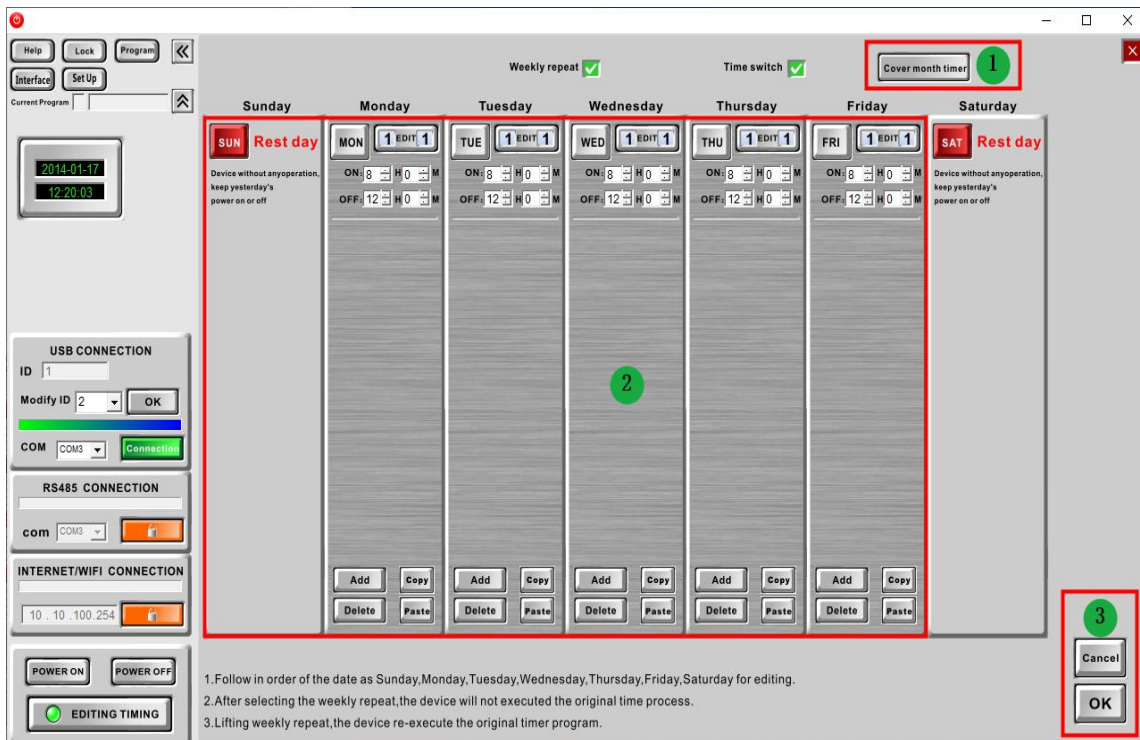 Help Lock Program
Interface Set Up
Current Program
2014-01-17
12:20:03
USB CONNECTION
ID 1
Modify ID 2 OK
COM COM3 Connection
RS485 CONNECTION
com COM3
INTERNET/WIFI CONNECTION
10 . 10 .100.254
POWER ON POWER OFF
EDITING TIMING
Weekly repeat Time switch Cover month timer 1
Sunday Monday Tuesday Wednesday Thursday Friday Saturday
SUN Rest day MON 1 EDIT 1 TUE 1 EDIT 1 WED 1 EDIT 1 THU 1 EDIT 1 FRI 1 EDIT 1 SAT Rest day
Device without anyoperation,
keep yesterday's
power on or off
ON: 8 H 0 M ON: 8 H 0 M ON: 8 H 0 M ON: 8 H 0 M ON: 8 H 0 M
OFF: 12 H 0 M OFF: 12 H 0 M OFF: 12 H 0 M OFF: 12 H 0 M OFF: 12 H 0 M
Device without anyoperation,
keep yesterday's
power on or off
2
Add Copy Add Copy Add Copy Add Copy Add Copy
Delete Paste Delete Paste Delete Paste Delete Paste Delete Paste
3
Cancel
OK
1.Follow in order of the date as Sunday,Monday,Tuesday,Wednesday,Thursday,Friday,Saturday for editing.
2.After selecting the weekly repeat,the device will not executed the original time process.
3.Lifting weekly repeat,the device re-execute the original timer program.